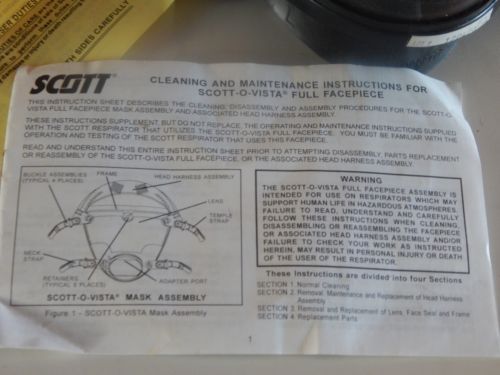 USER DUTIES
TH SIDES CAREFULLY
SCOTT®
CLEANING AND MAINTENANCE INSTRUCTIONS FOR
SCOTT-O-VISTA® FULL FACEPIECE
THIS INSTRUCTION SHEET DESCRIBES THE CLEANING, DISASSEMBLY AND ASSEMBLY PROCEDURES FOR THE SCOTT-O-
VISTA FULL FACEPIECE MASK ASSEMBLY AND ASSOCIATED HEAD HARNESS ASSEMBLY.
THESE INSTRUCTIONS SUPPLEMENT, BUT DO NOT REPLACE, THE OPERATING AND MAINTENANCE INSTRUCTIONS SUPPLIED
WITH THE SCOTT RESPIRATOR THAT UTILIZES THE SCOTT-O-VISTA FULL FACEPIECE. YOU MUST BE FAMILIAR WITH THE
OPERATION AND TESTING OF THE SCOTT RESPIRATOR THAT USES THIS FACEPIECE.
READ AND UNDERSTAND THIS ENTIRE INSTRUCTION SHEET PRIOR TO ATTEMPTING DISASSEMBLY, PARTS REPLACEMENT
OR REASSEMBLY OF THE SCOTT-O-VISTA FULL FACEPIECE, OR THE ASSOCIATED HEAD HARNESS ASSEMBLY.
BUCKLE ASSEMBLIES
(TYPICAL 4 PLACES)
FRAME
HEAD HARNESS ASSEMBLY
LENS
TEMPLE
STRAP
NECK
STRAP
RETAINERS
(TYPICAL 2 PLACES)
ADAPTER PORT
SCOTT-O-VISTA® MASK ASSEMBLY
Figure 1 - SCOTT-O-VISTA Mask Assembly
WARNING
THE SCOTT-O-VISTA FULL FACEPIECE ASSEMBLY IS
INTENDED FOR USE ON RESPIRATORS WHICH MAY
SUPPORT HUMAN LIFE IN HAZARDOUS ATMOSPHERES.
FAILURE TO READ, UNDERSTAND AND CAREFULLY
FOLLOW THESE INSTRUCTIONS WHEN CLEANING,
DISASSEMBLING OR REASSEMBLING THE FACEPIECE
OR ASSOCIATED HEAD HARNESS ASSEMBLY AND/OR
FAILURE TO CHECK YOUR WORK AS INSTRUCTED
HEREIN, MAY RESULT IN PERSONAL INJURY OR DEATH
OF THE USER OF THE RESPIRATOR.
These Instructions are divided into four Sections
SECTION 1. Normal Cleaning
SECTION 2. Removal, Maintenance and Replacement of Head Harness
Assembly
SECTION 3. Removal and Replacement of Lens, Face Seal and Frame
SECTION 4. Replacement Parts
1